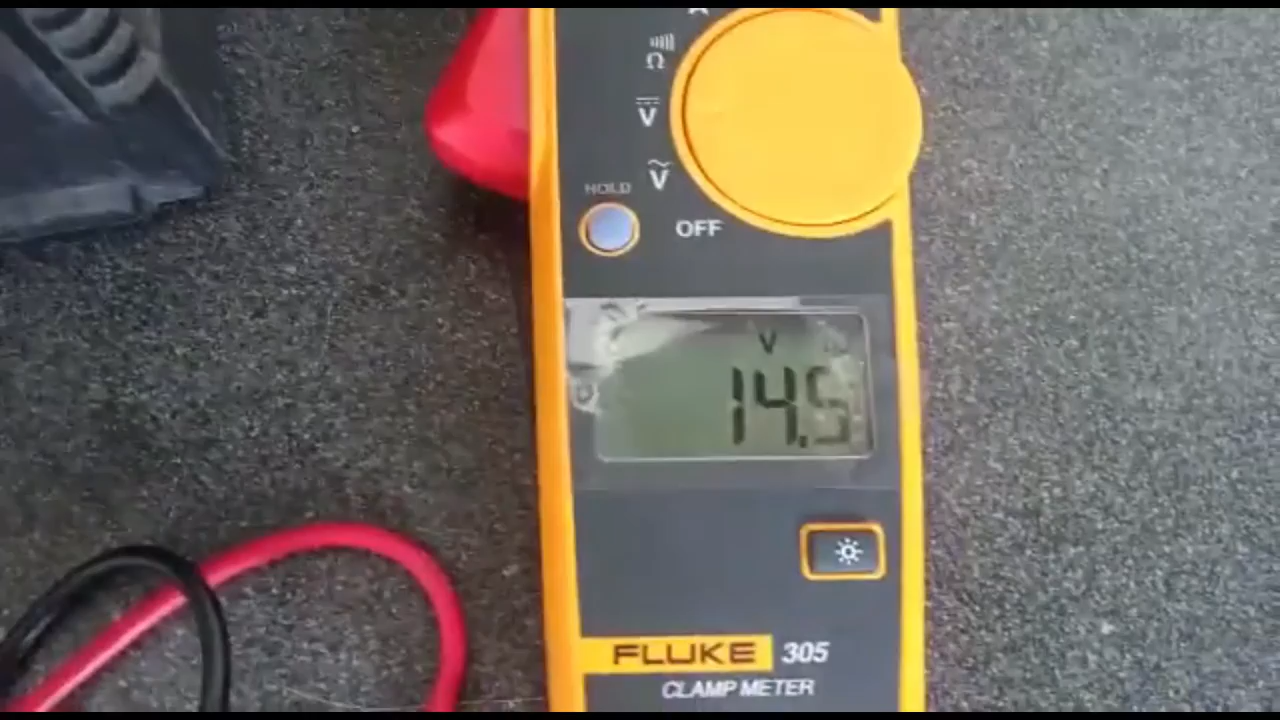 Ω
V
HOLD
V
OFF
V
14.5
FLUKE 305
CLAMP METER